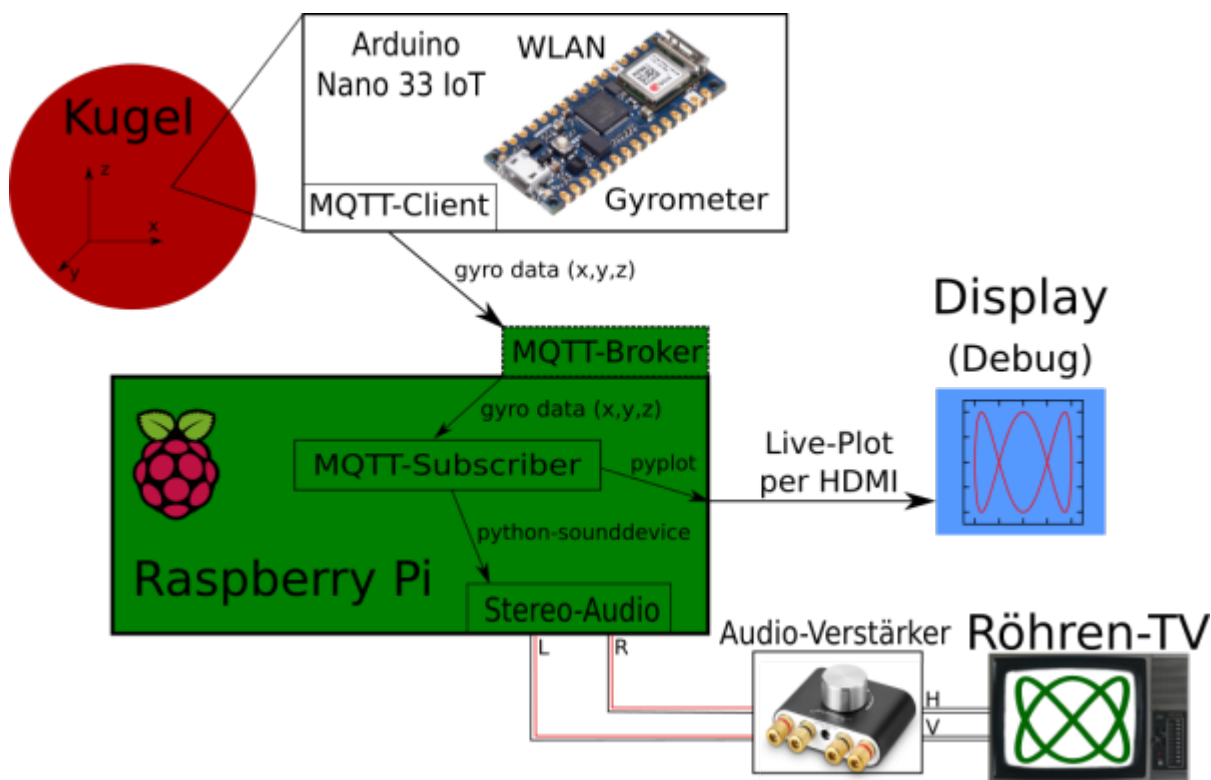 Kugel
z
x
y
Arduino
Nano 33 IoT
WLAN
MQTT-Client
Gyrometer
gyro data (x,y,z)
MQTT-Broker
gyro data (x,y,z)
MQTT-Subscriber
pyplot
python-sounddevice
Raspberry Pi
Stereo-Audio
Live-Plot
per HDMI
Display
(Debug)
L
R
Audio-Verstärker
H
V
Röhren-TV